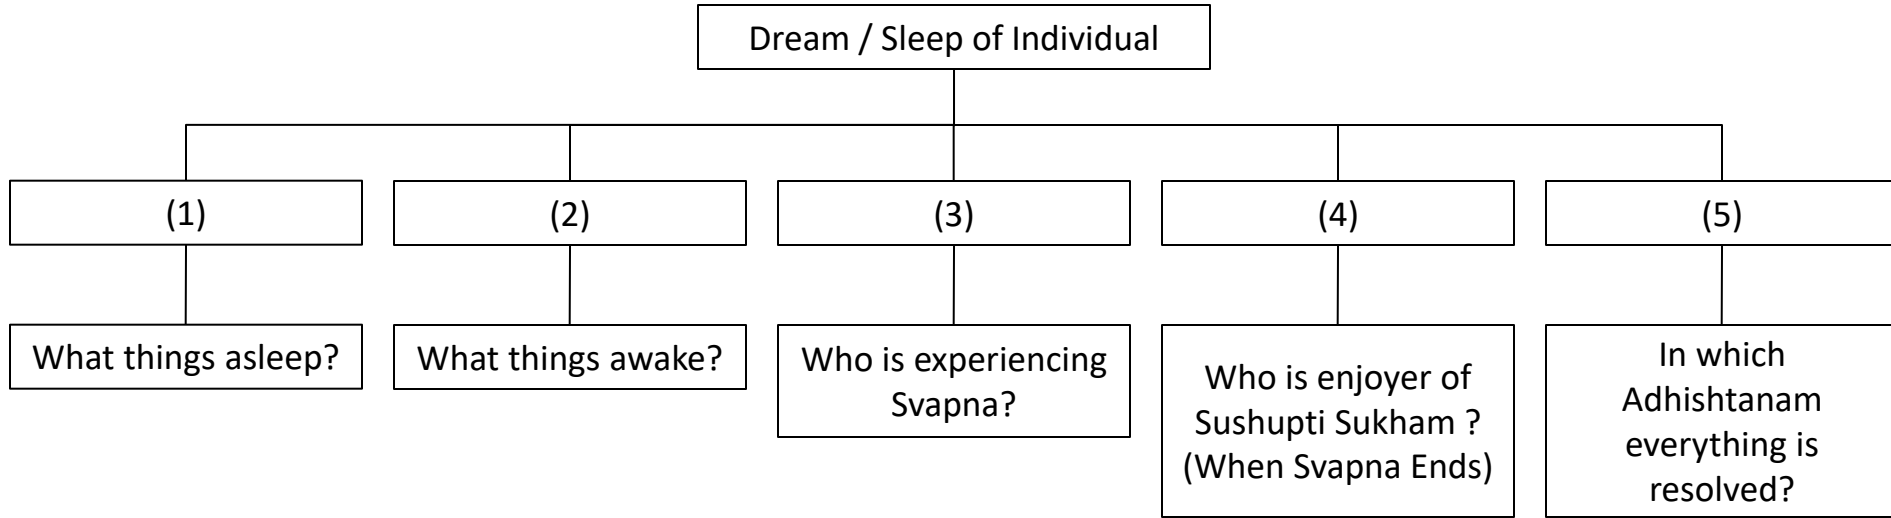 Dream / Sleep of Individual
(1)
(2)
(3)
(4)
(5)
What things asleep?
What things awake?
Who is experiencing
Svapna?
Who is enjoyer of
Sushupti Sukham ?
(When Svapna Ends)
In which
Adhishtanam
everything is
resolved?